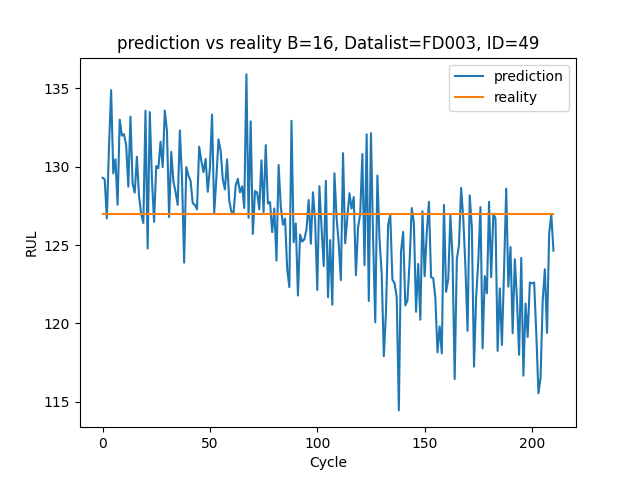 prediction vs reality B=16, Datalist=FD003, ID=49
prediction
reality
RUL
135
130
125
120
115
0
50
100
150
200
Cycle